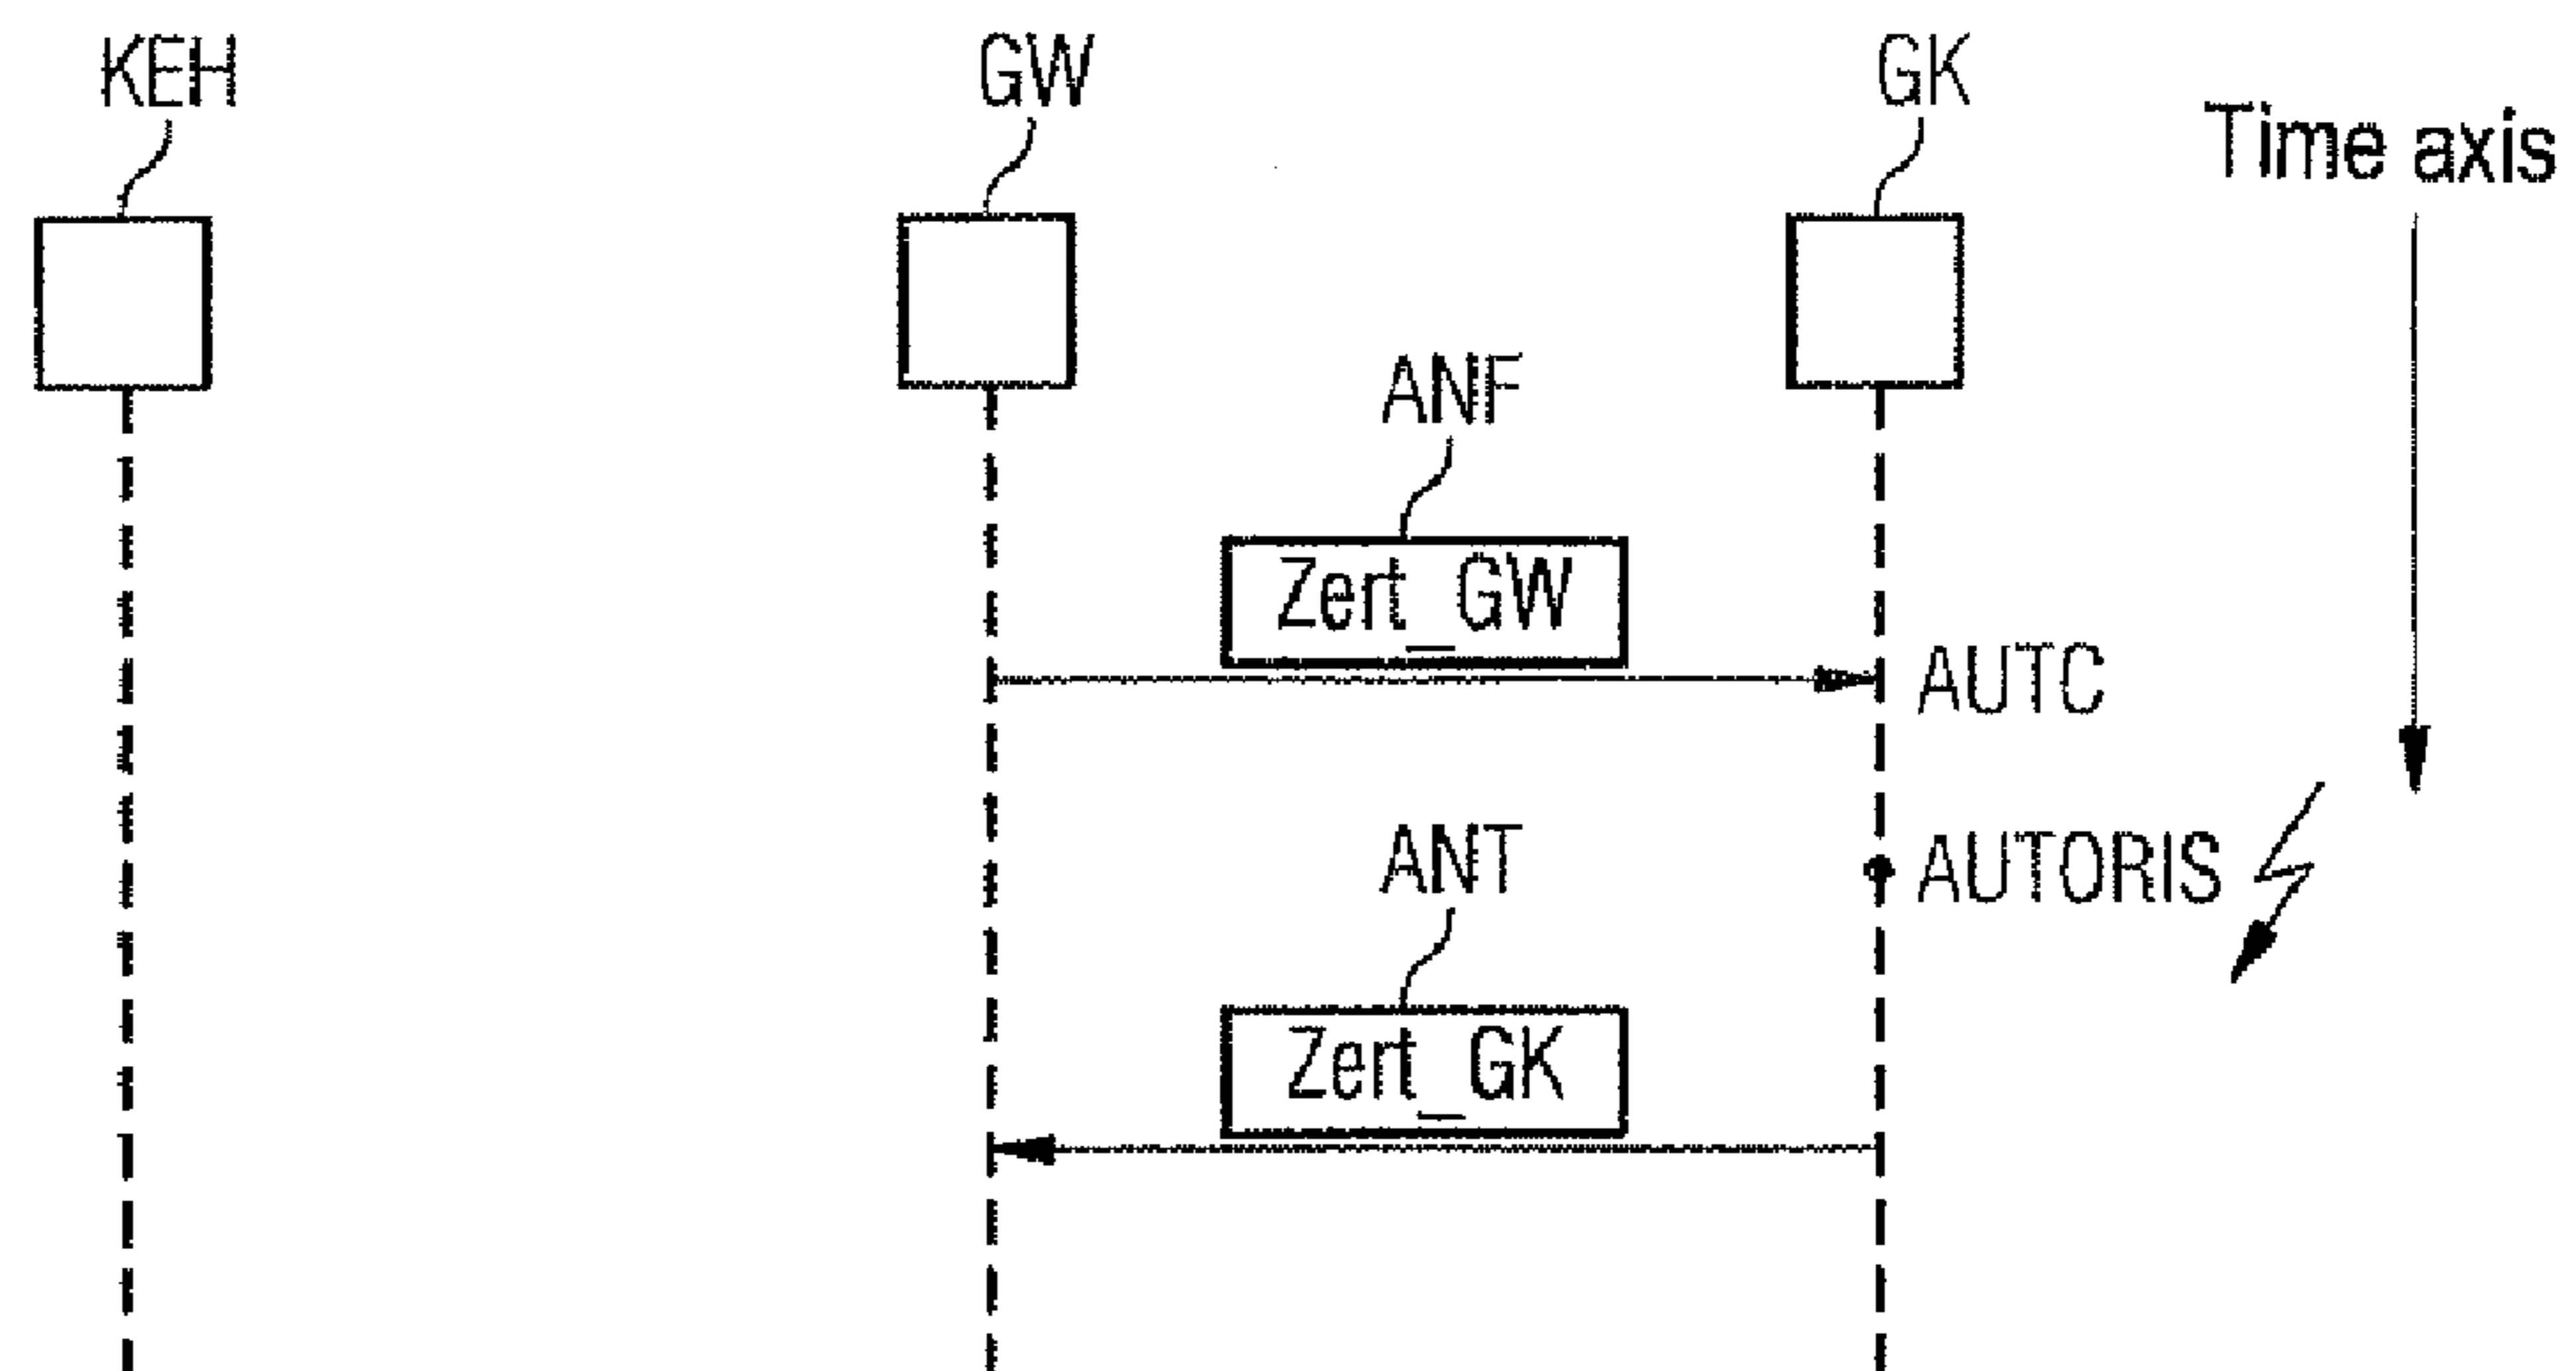 KEH
GW
GK
Time axis
ANF
Zert_GW
AUTC
ANT
AUTORIS
Zert_GK